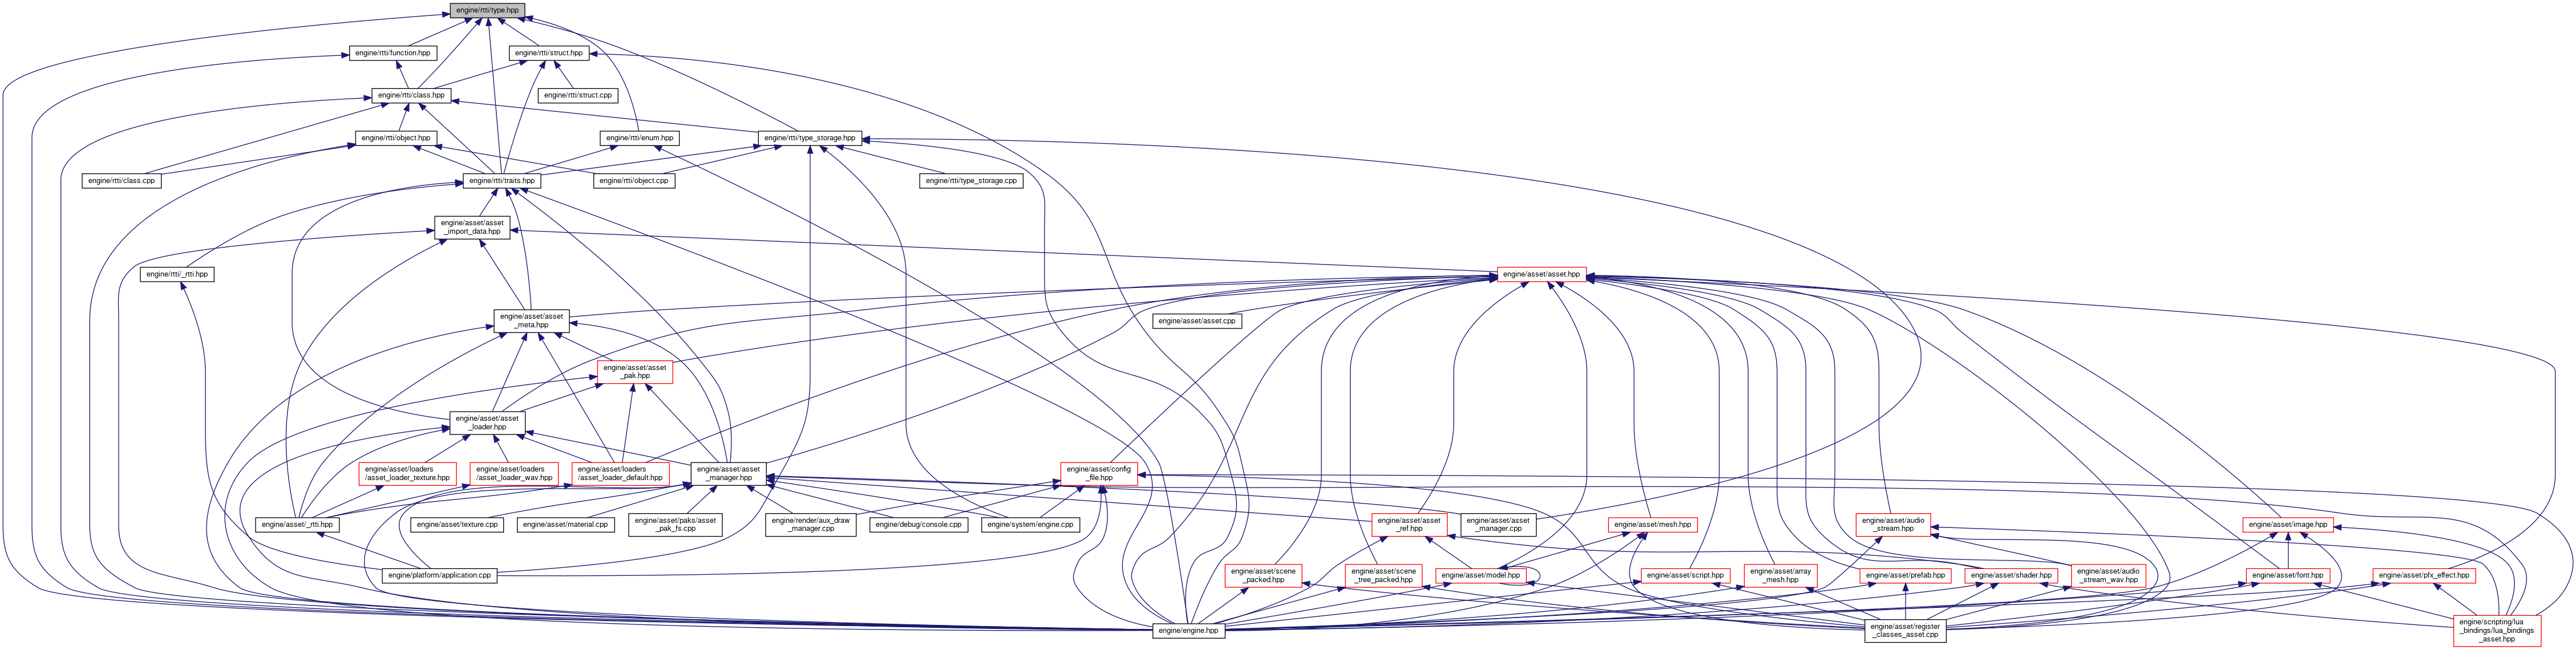 engine/rtti/type.hpp
engine/rtti/function.hpp
engine/rtti/struct.hpp
engine/rtti/class.hpp
engine/rtti/struct.cpp
engine/rtti/object.hpp
engine/rtti/enum.hpp
engine/rtti/type_storage.hpp
engine/rtti/class.cpp
engine/rtti/traits.hpp
engine/rtti/object.cpp
engine/rtti/type_storage.cpp
engine/asset/asset
_import_data.hpp
engine/rtti/_rtti.hpp
engine/asset/asset.hpp
engine/asset/asset
_meta.hpp
engine/asset/asset.cpp
engine/asset/asset
_pak.hpp
engine/asset/asset
_loader.hpp
engine/asset/loaders
/asset_loader_texture.hpp
engine/asset/loaders
/asset_loader_wav.hpp
engine/asset/loaders
/asset_loader_default.hpp
engine/asset/asset
_manager.hpp
engine/asset/config
_file.hpp
engine/asset/_rtti.hpp
engine/asset/texture.cpp
engine/asset/material.cpp
engine/asset/paks/asset
_pak_fs.cpp
engine/render/aux_draw
_manager.cpp
engine/debug/console.cpp
engine/system/engine.cpp
engine/asset/asset
_ref.hpp
engine/asset/asset
_manager.cpp
engine/asset/mesh.hpp
engine/asset/audio
_stream.hpp
engine/asset/image.hpp
engine/platform/application.cpp
engine/asset/scene
_packed.hpp
engine/asset/scene
_tree_packed.hpp
engine/asset/model.hpp
engine/asset/script.hpp
engine/asset/array
_mesh.hpp
engine/asset/prefab.hpp
engine/asset/shader.hpp
engine/asset/audio
_stream_wav.hpp
engine/asset/font.hpp
engine/asset/pfx_effect.hpp
engine/engine.hpp
engine/asset/register
_classes_asset.cpp
engine/scripting/lua
_bindings/lua_bindings
_asset.hpp